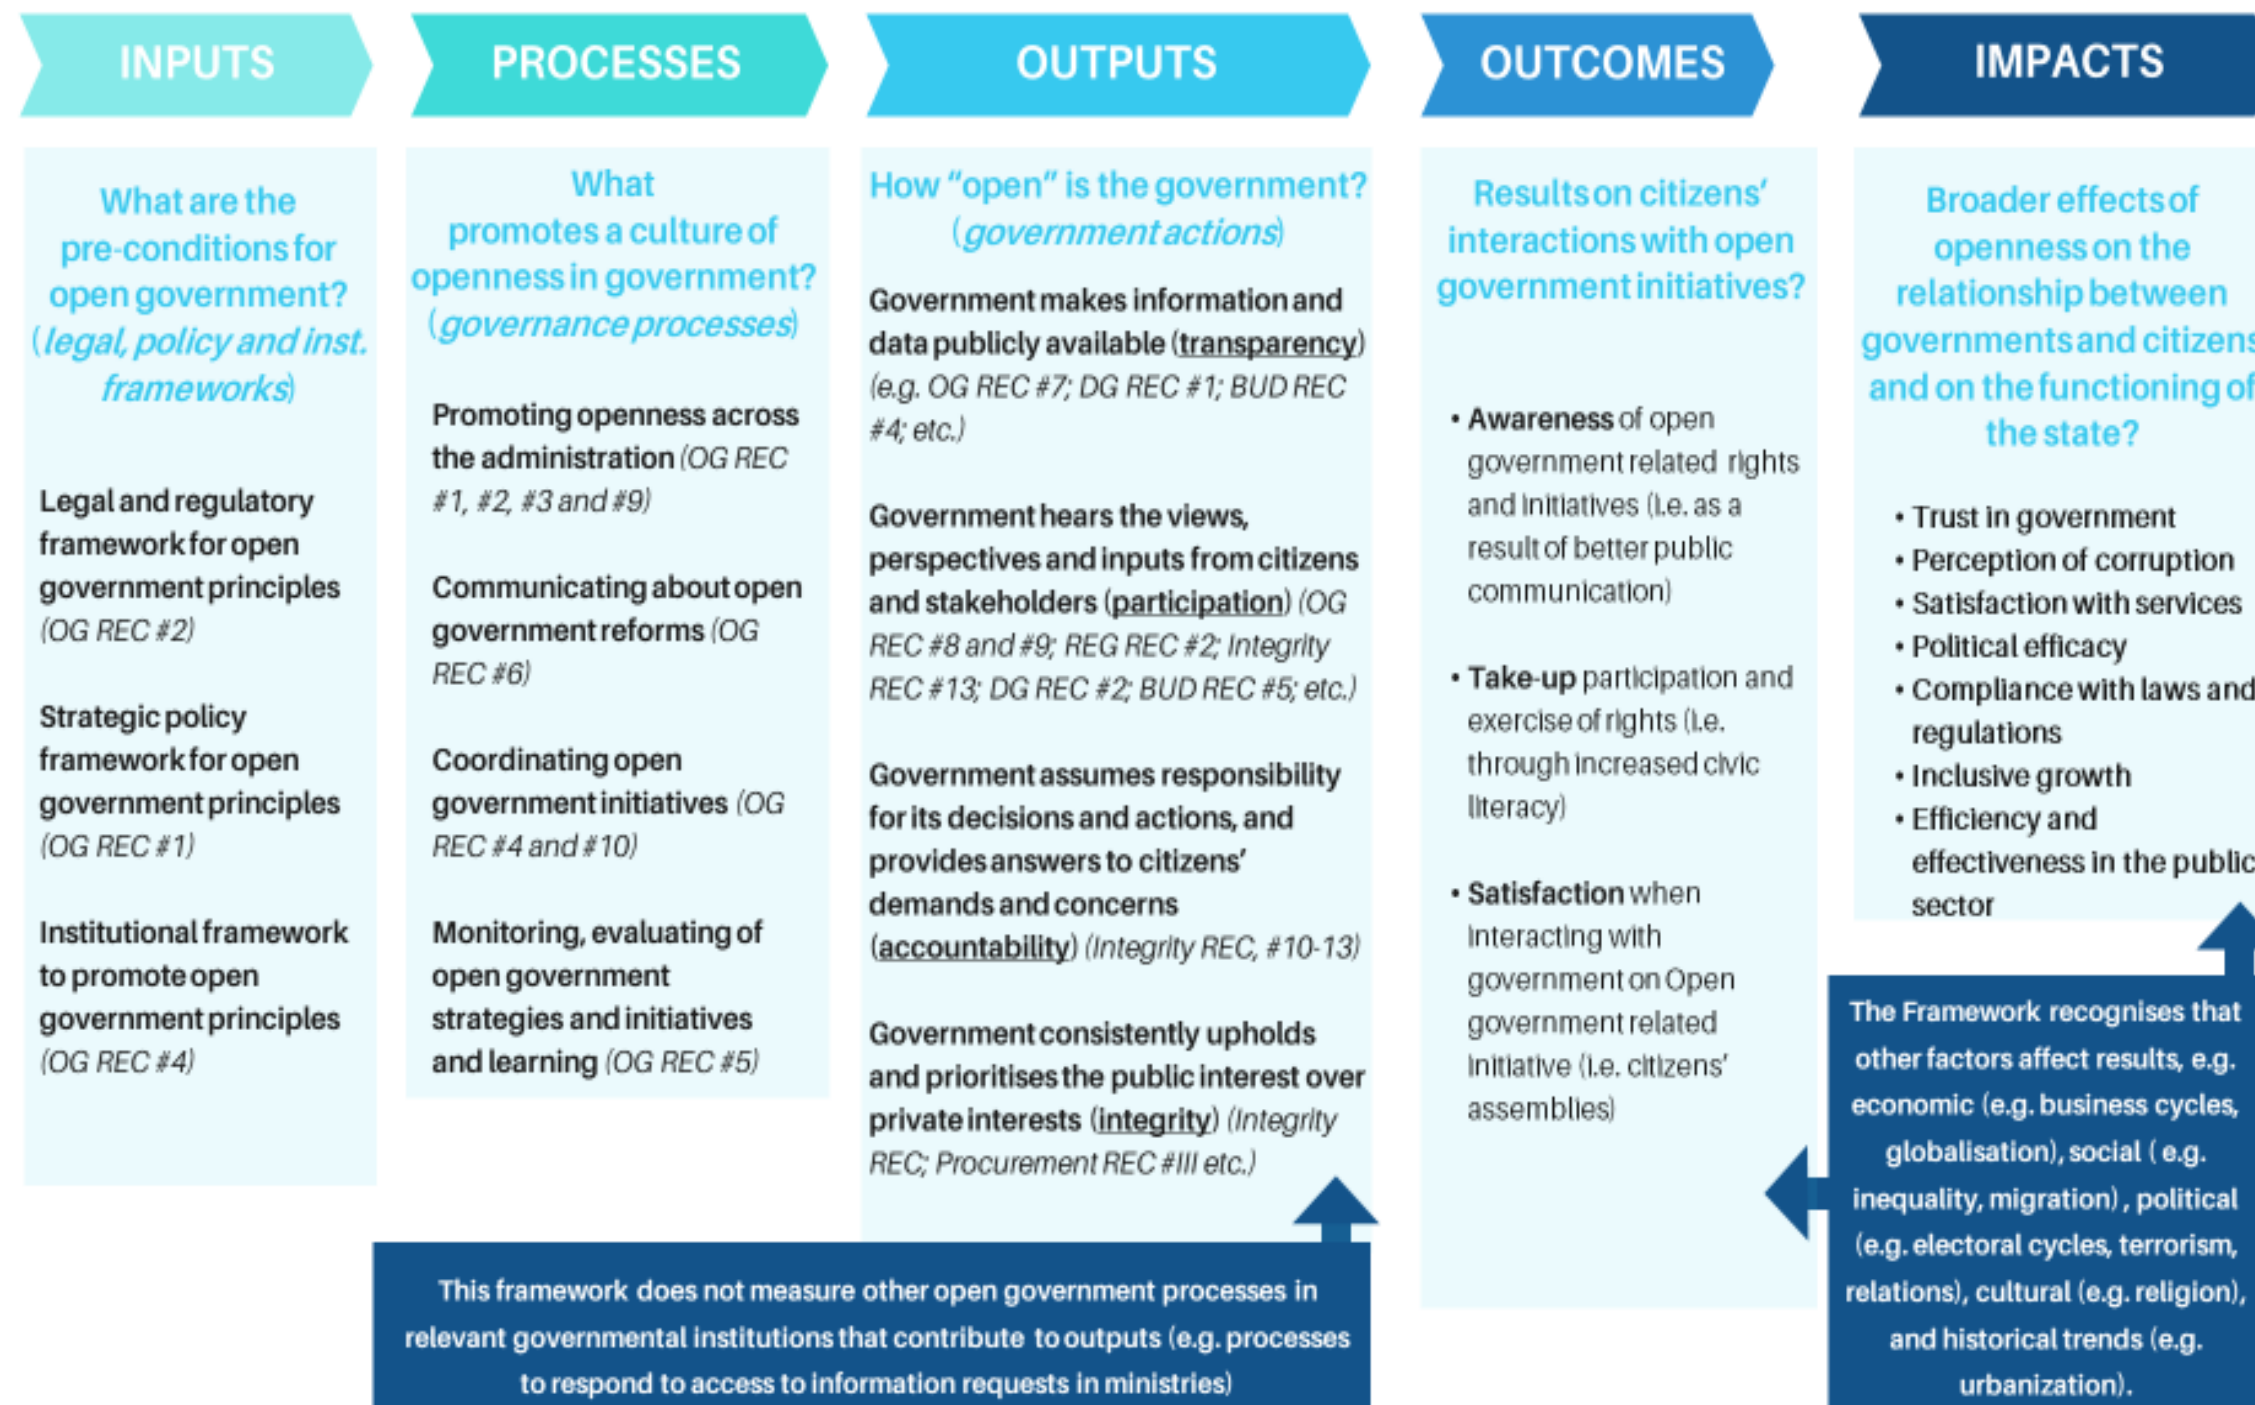 INPUTS
What are the
pre-conditions for
open government?
(legal, policy and inst.
frameworks)
Legal and regulatory
framework for open
government principles
(OG REC #2)
Strategic policy
framework for open
government principles
(OG REC #1)
Institutional framework
to promote open
government principles
(OG REC #4)
PROCESSES
What
promotes a culture of
openness in government?
(governance processes)
Promoting openness across
the administration (OG REC
#1, #2, #3 and #9)
Communicating about open
government reforms (OG
REC #6)
Coordinating open
government initiatives (OG
REC #4 and #10)
Monitoring, evaluating of
open government
strategies and initiatives
and learning (OG REC #5)
OUTPUTS
How “open” is the government?
(government actions)
Government makes information and
data publicly available (transparency)
(e.g. OG REC #7; DG REC #1; BUD REC
#4; etc.)
Government hears the views,
perspectives and inputs from citizens
and stakeholders (participation) (OG
REC #8 and #9; REG REC #2; Integrity
REC #13; DG REC #2; BUD REC #5; etc.)
Government assumes responsibility
for its decisions and actions, and
provides answers to citizens’
demands and concerns
(accountability) (Integrity REC, #10-13)
Government consistently upholds
and prioritises the public interest over
private interests (integrity) (Integrity
REC; Procurement REC #III etc.)
This framework does not measure other open government processes in
relevant governmental institutions that contribute to outputs (e.g. processes
to respond to access to information requests in ministries)
OUTCOMES
Results on citizens’
interactions with open
government initiatives?
• Awareness of open
government related rights
and initiatives (i.e. as a
result of better public
communication)
• Take-up participation and
exercise of rights (i.e.
through increased civic
literacy)
• Satisfaction when
interacting with
government on Open
government related
initiative (i.e. citizens’
assemblies)
IMPACTS
Broader effects of
openness on the
relationship between
governments and citizens
and on the functioning of
the state?
• Trust in government
• Perception of corruption
• Satisfaction with services
• Political efficacy
• Compliance with laws and
regulations
• Inclusive growth
• Efficiency and
effectiveness in the public
sector
The Framework recognises that
other factors affect results, e.g.
economic (e.g. business cycles,
globalisation), social ( e.g.
inequality, migration) , political
(e.g. electoral cycles, terrorism,
relations), cultural (e.g. religion),
and historical trends (e.g.
urbanization).